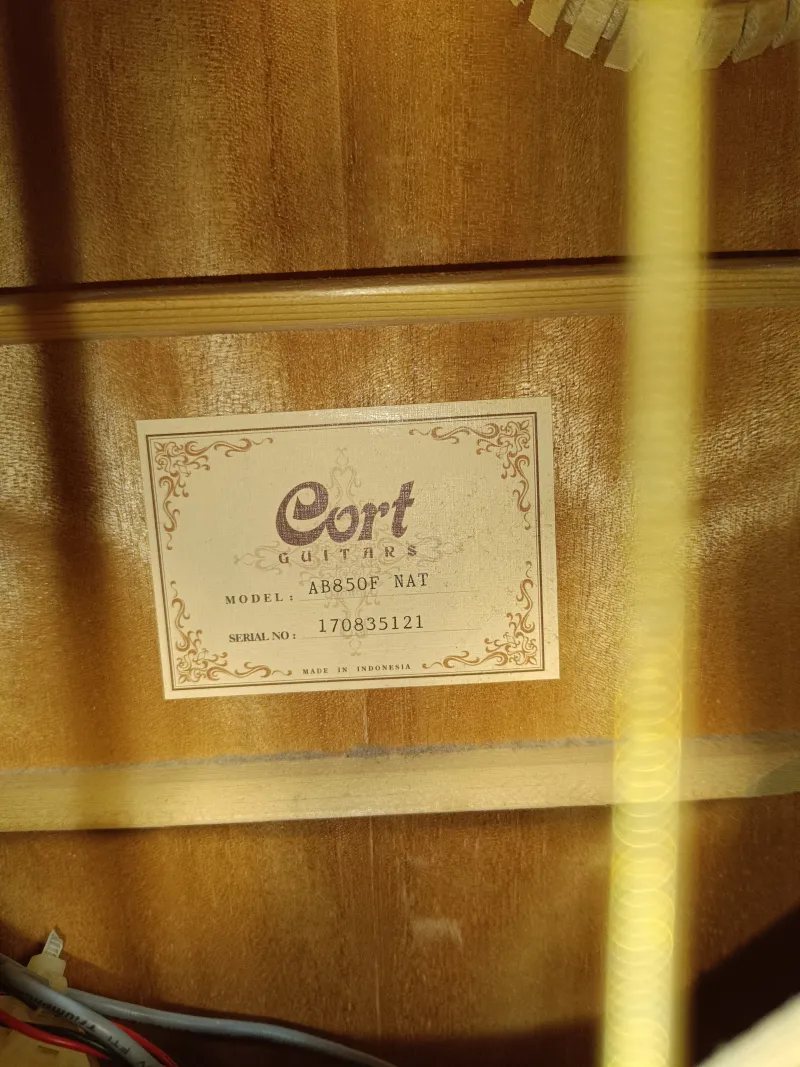 Cort
GUITARS
MODEL: AB850F NAT
SERIAL NO: 170835121
MADE IN INDONESIA